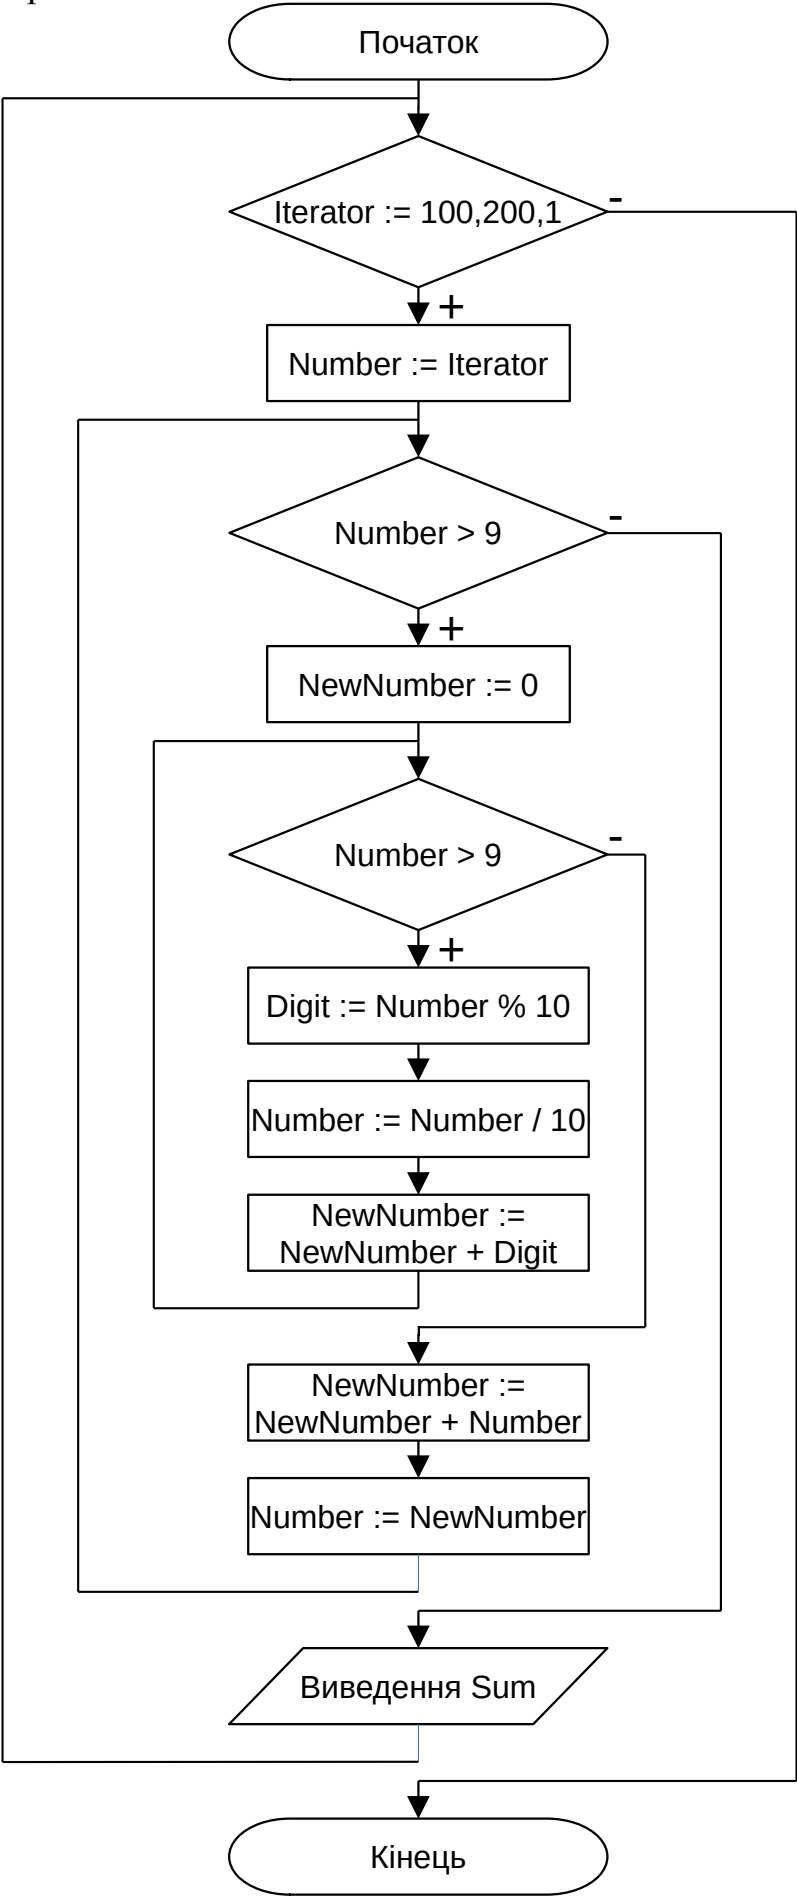 Початок
Iterator := 100,200,1
-
+
Number := Iterator
Number > 9
-
+
NewNumber := 0
Number > 9
-
+
Digit := Number % 10
Number := Number / 10
NewNumber :=
NewNumber + Digit
NewNumber :=
NewNumber + Number
Number := NewNumber
Виведення Sum
Кінець